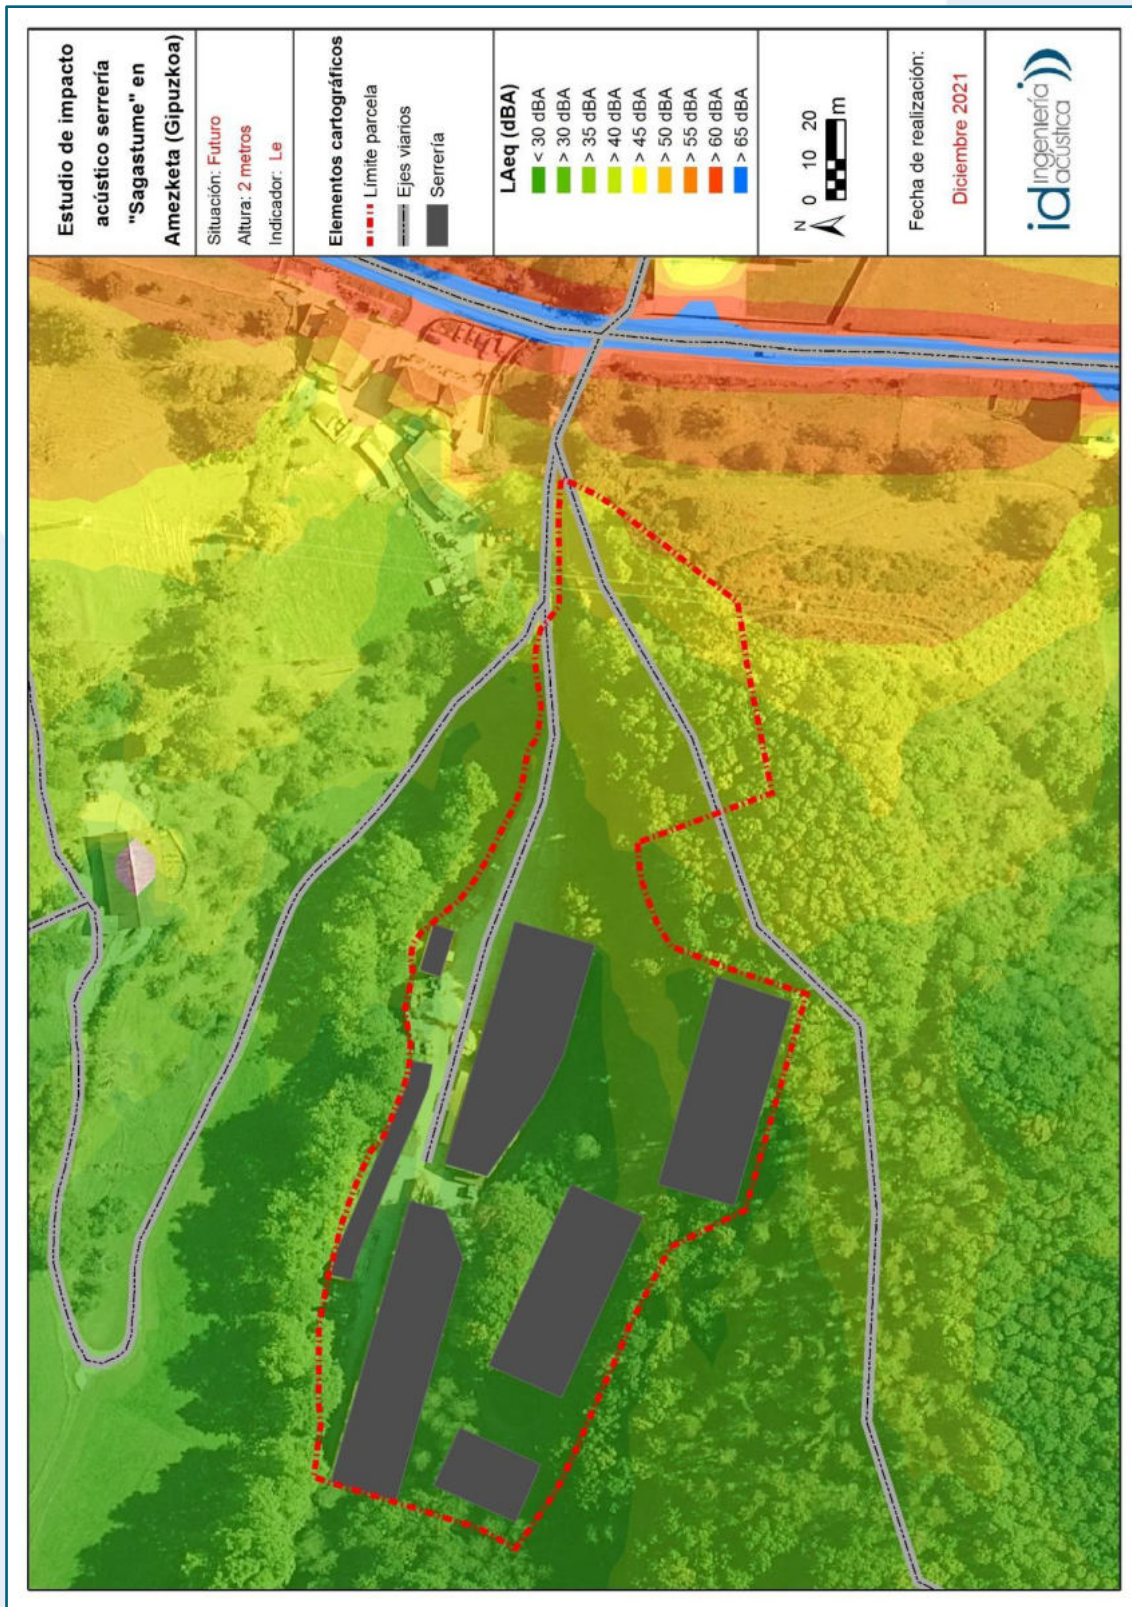 Estudio de impacto
acústico serrería
"Sagastume" en
Amezketa (Gipuzkoa)
Situación: Futuro
Altura: 2 metros
Indicador: Le
Elementos cartográficos
Límite parcela
Ejes viarios
Serrería
LAeq (dBA)
< 30 dBA
> 30 dBA
> 35 dBA
> 40 dBA
> 45 dBA
> 50 dBA
> 55 dBA
> 60 dBA
> 65 dBA
N
0 10 20
m
Fecha de realización:
Diciembre 2021
id Ingeniería
acústica